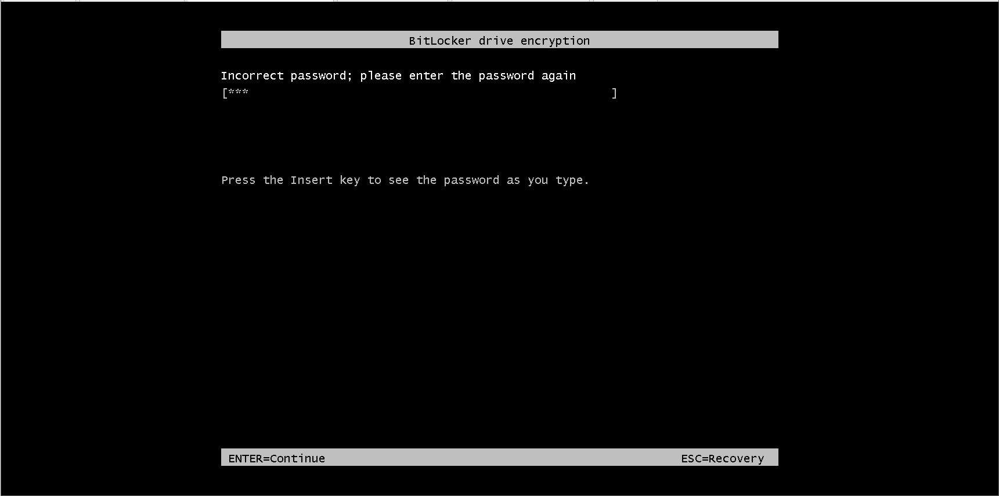 BitLocker drive encryption
Incorrect password; please enter the password again
[*** ]
Press the Insert key to see the password as you type.
ENTER=Continue ESC=Recovery